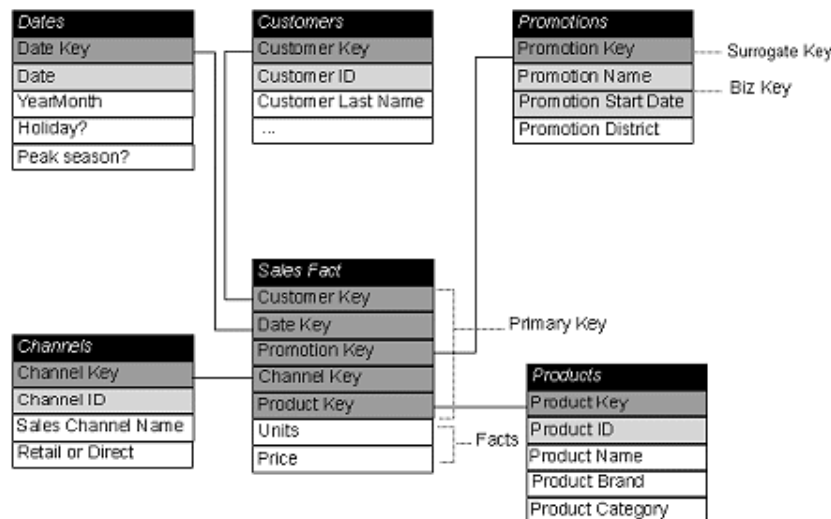 Dates
Date Key
Date
YearMonth
Holiday?
Peak season?
Customers
Customer Key
Customer ID
Customer Last Name
...
Promotions
Promotion Key
Promotion Name
Promotion Start Date
Promotion District
Surrogate Key
Biz Key
Sales Fact
Customer Key
Date Key
Promotion Key
Channel Key
Product Key
Units
Price
Primary Key
Facts
Channels
Channel Key
Channel ID
Sales Channel Name
Retail or Direct
Products
Product Key
Product ID
Product Name
Product Brand
Product Category